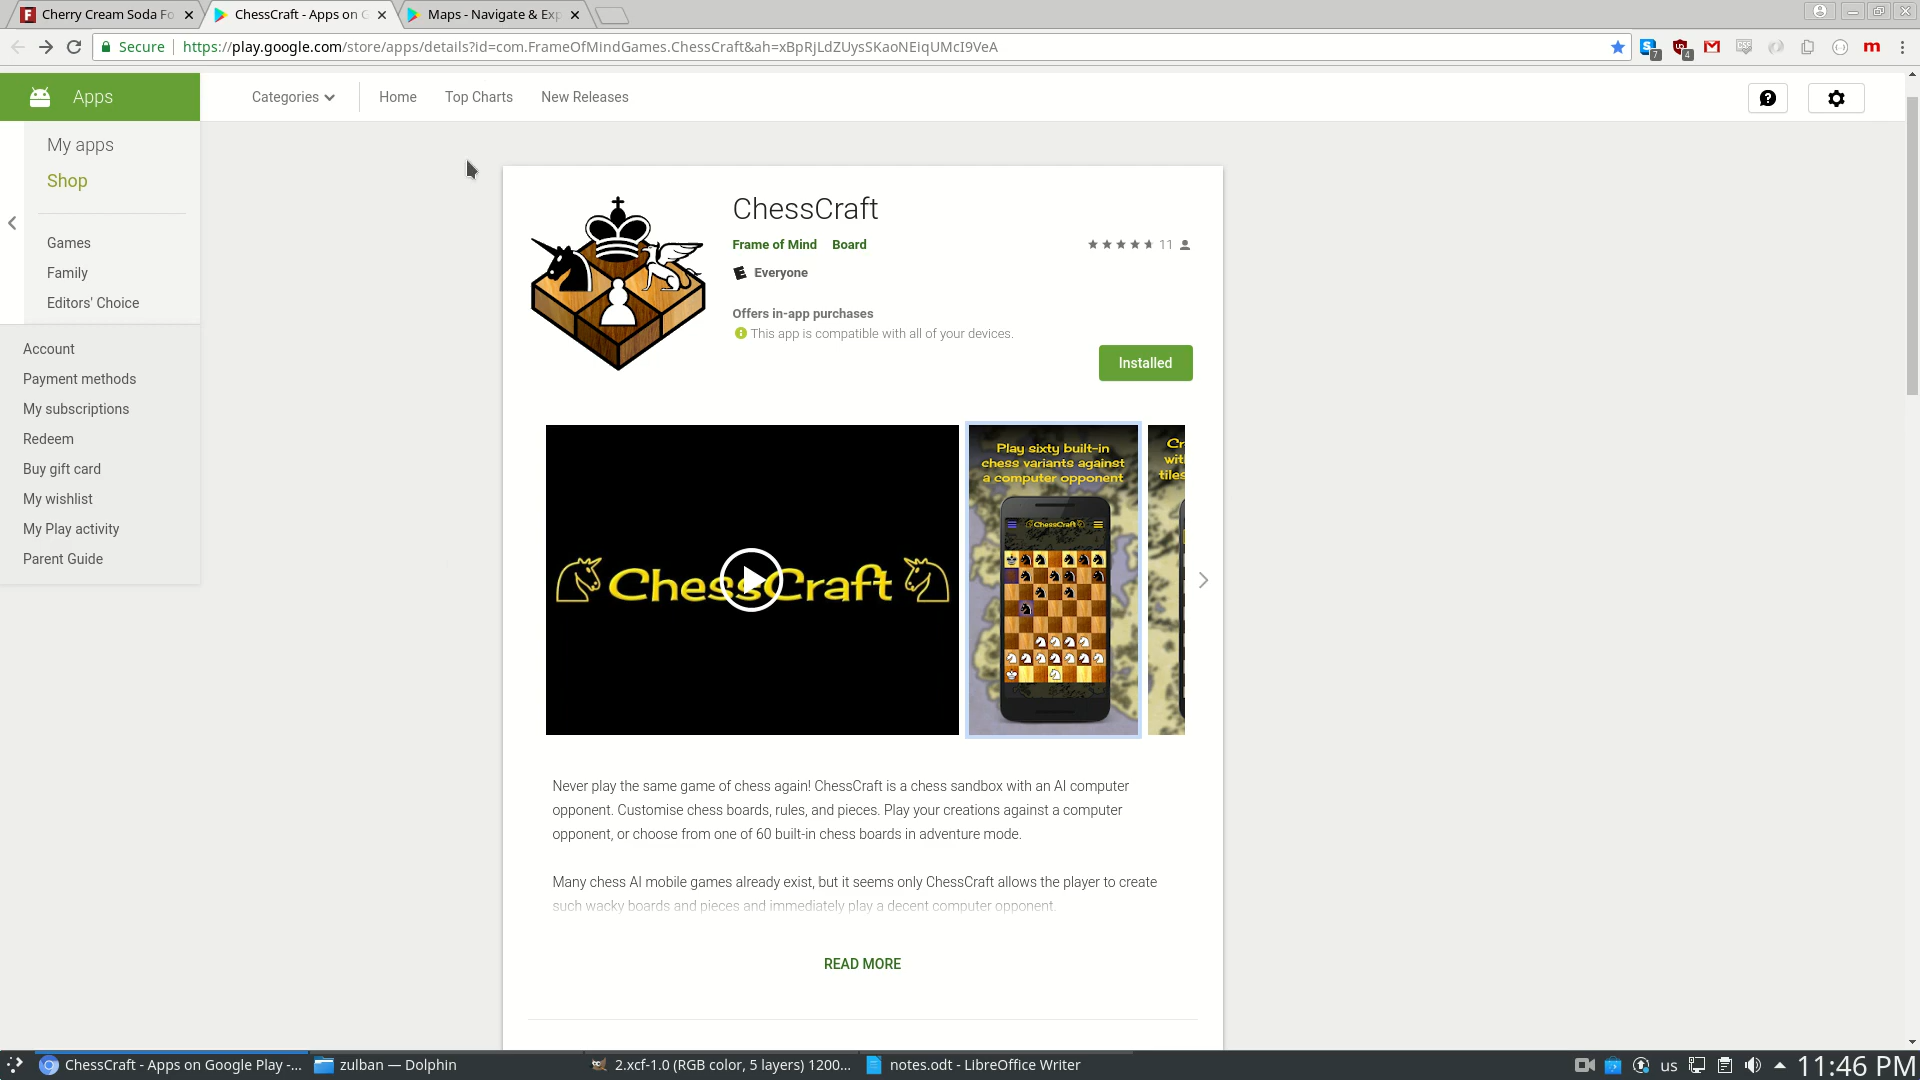 Cherry Cream Soda Fo
ChessCraft - Apps on G
Maps - Navigate & Exp
Secure
https://play.google.com/store/apps/details?id=com.FrameOfMindGames.ChessCraft&ah=xBpRjLdZUysSKaoNEiqUMcI9VeA
7
4
Apps
Categories
Home
Top Charts
New Releases
My apps
Shop
Games
Family
Editors' Choice
Account
Payment methods
My subscriptions
Redeem
Buy gift card
My wishlist
My Play activity
Parent Guide
ChessCraft
Frame of Mind
Board
11
Everyone
Offers in-app purchases
This app is compatible with all of your devices.
Installed
ChessCraft
Play sixty built-in
chess variants against
a computer opponent
ChessCraft
Cr
with
tiles
Never play the same game of chess again! ChessCraft is a chess sandbox with an AI computer
opponent. Customise chess boards, rules, and pieces. Play your creations against a computer
opponent, or choose from one of 60 built-in chess boards in adventure mode.
Many chess AI mobile games already exist, but it seems only ChessCraft allows the player to create
such wacky boards and pieces and immediately play a decent computer opponent.
READ MORE
ChessCraft - Apps on Google Play -...
zulban — Dolphin
2.xcf-1.0 (RGB color, 5 layers) 1200...
notes.odt - LibreOffice Writer
us
11:46 PM